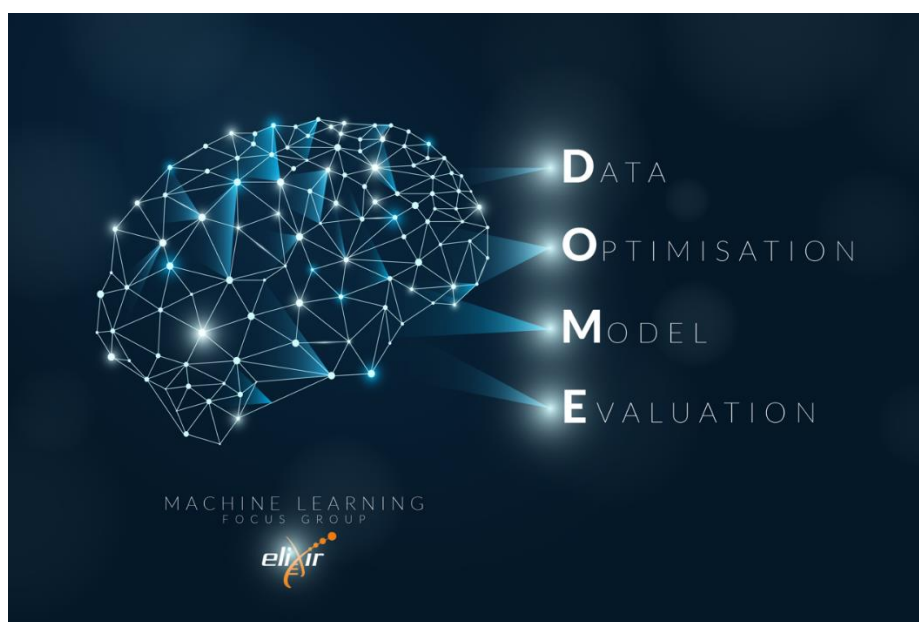 DATA
OPTIMISATION
MODEL
EVALUATION
MACHINE LEARNING
FOCUS GROUP
elixir